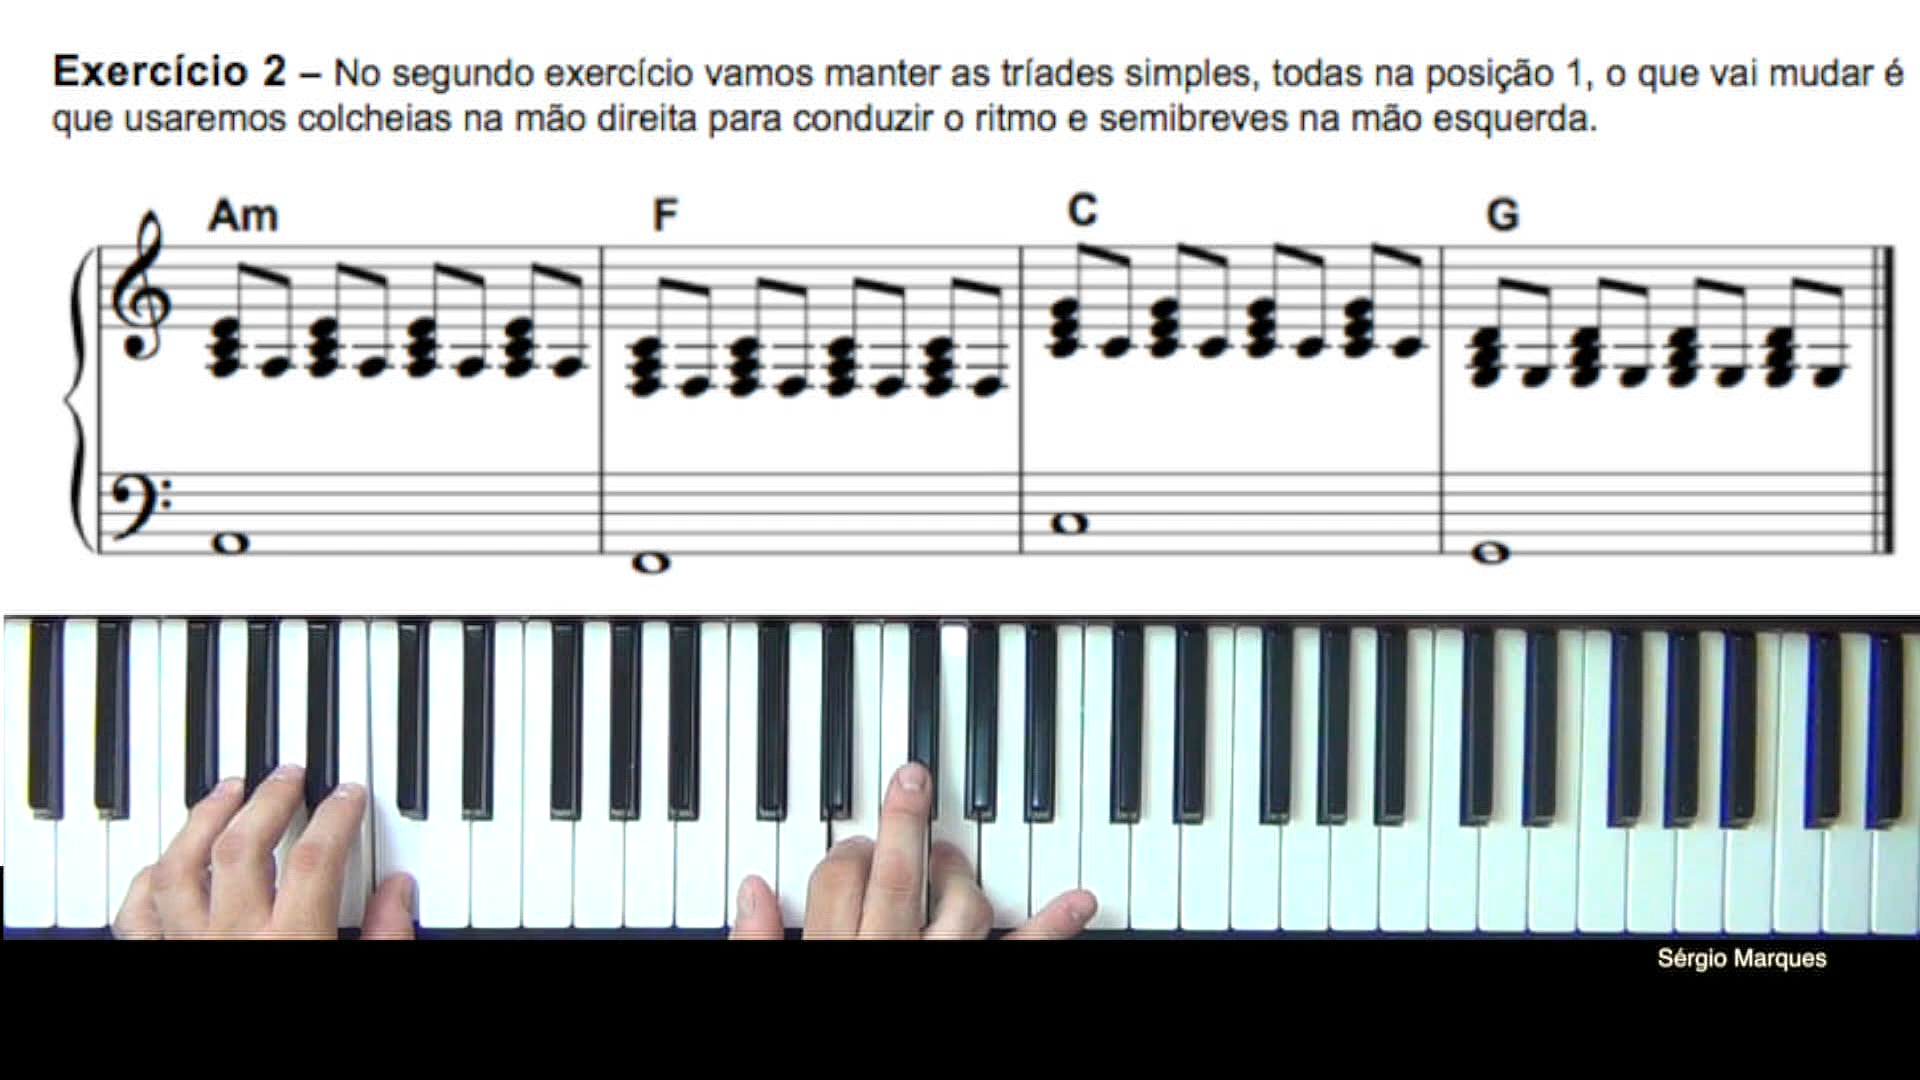 Exercício 2 – No segundo exercício vamos manter as tríades simples, todas na posição 1, o que vai mudar é
que usaremos colcheias na mão direita para conduzir o ritmo e semibreves na mão esquerda.
Am F C G
Sérgio Marques